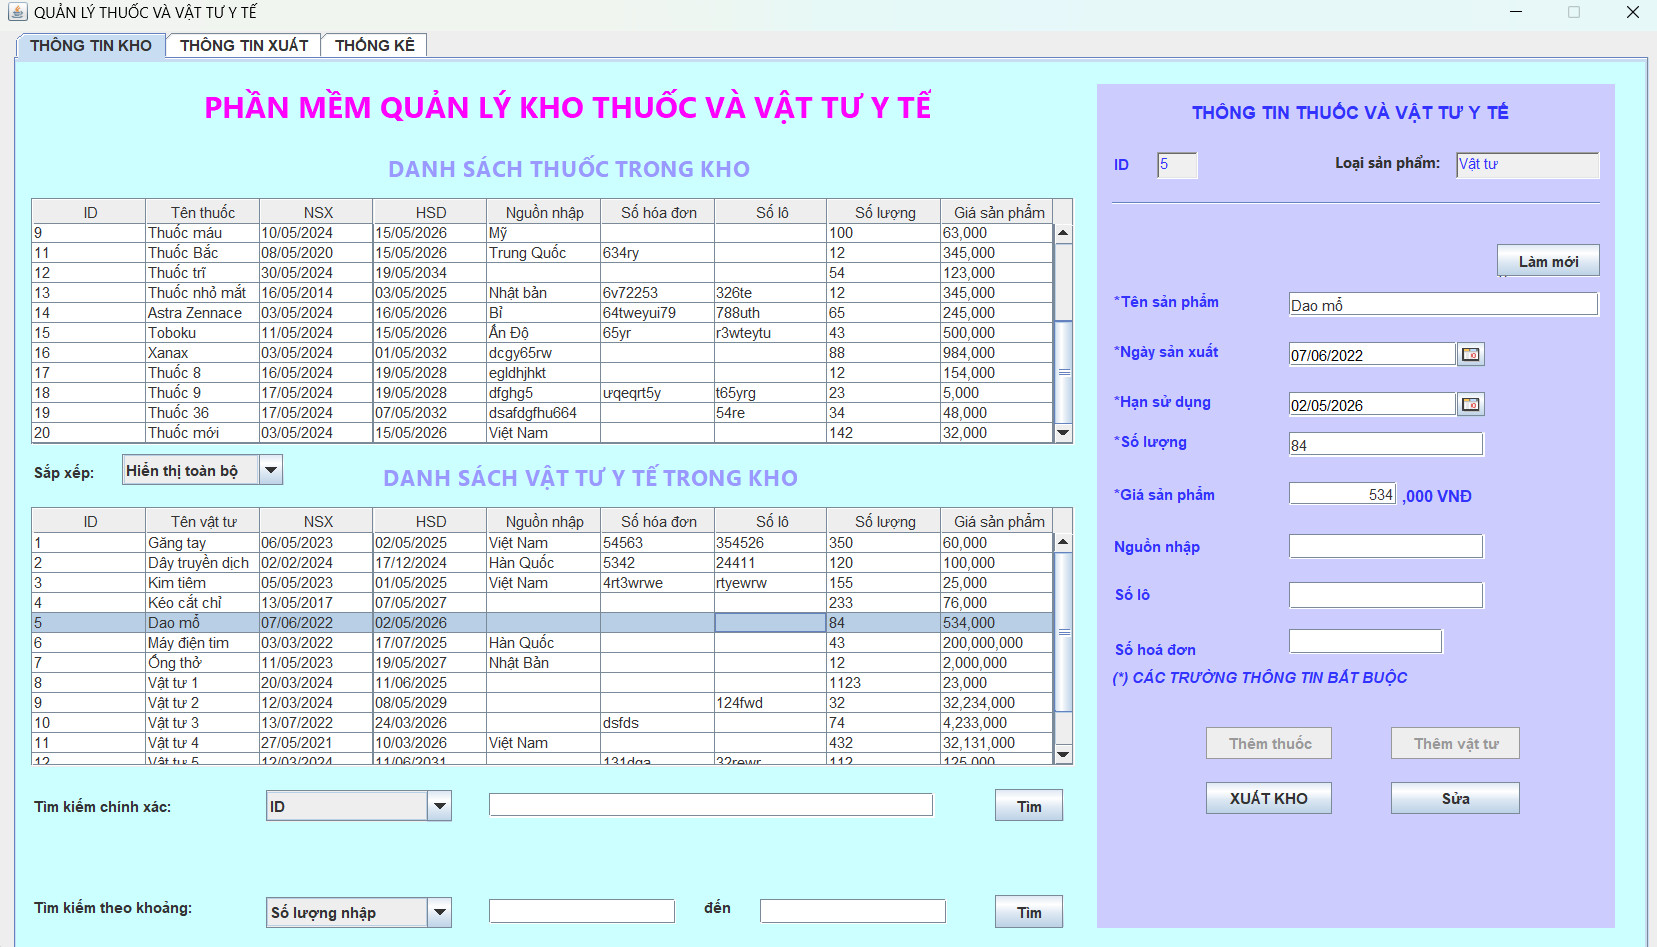 QUẢN LÝ THUỐC VÀ VẬT TƯ Y TẾ
THÔNG TIN KHO THÔNG TIN XUẤT THỐNG KÊ
PHẦN MỀM QUẢN LÝ KHO THUỐC VÀ VẬT TƯ Y TẾ
DANH SÁCH THUỐC TRONG KHO
ID Tên thuốc NSX HSD Nguồn nhập Số hóa đơn Số lô Số lượng Giá sản phẩm
9 Thuốc máu 10/05/2024 15/05/2026 Mỹ 100 63,000
11 Thuốc Bắc 08/05/2020 15/05/2026 Trung Quốc 634ry 12 345,000
12 Thuốc trĩ 30/05/2024 19/05/2034 54 123,000
13 Thuốc nhỏ mắt 16/05/2014 03/05/2025 Nhật bản 6v72253 326te 12 345,000
14 Astra Zennace 03/05/2024 16/05/2026 Bỉ 64tweyui79 788uth 65 245,000
15 Toboku 11/05/2024 15/05/2026 Ấn Độ 65yr r3wteytu 43 500,000
16 Xanax 03/05/2024 01/05/2032 dcgy65rw 88 984,000
17 Thuốc 8 16/05/2024 19/05/2028 egldhjhkt 12 154,000
18 Thuốc 9 17/05/2024 19/05/2028 dfghg5 ưqeqrt5y t65yrg 23 5,000
19 Thuốc 36 17/05/2024 07/05/2032 dsafdgfhu664 54re 34 48,000
20 Thuốc mới 03/05/2024 15/05/2026 Việt Nam 142 32,000
Sắp xếp: Hiển thị toàn bộ
DANH SÁCH VẬT TƯ Y TẾ TRONG KHO
ID Tên vật tư NSX HSD Nguồn nhập Số hóa đơn Số lô Số lượng Giá sản phẩm
1 Găng tay 06/05/2023 02/05/2025 Việt Nam 54563 354526 350 60,000
2 Dây truyền dịch 02/02/2024 17/12/2024 Hàn Quốc 5342 24411 120 100,000
3 Kim tiêm 05/05/2023 01/05/2025 Việt Nam 4rt3wrwe rtyewrw 155 25,000
4 Kéo cắt chỉ 13/05/2017 07/05/2027 233 76,000
5 Dao mổ 07/06/2022 02/05/2026 84 534,000
6 Máy điện tim 03/03/2022 17/07/2025 Hàn Quốc 43 200,000,000
7 Ống thở 11/05/2023 19/05/2027 Nhật Bản 12 2,000,000
8 Vật tư 1 20/03/2024 11/06/2025 1123 23,000
9 Vật tư 2 12/03/2024 08/05/2029 124fwd 32 32,234,000
10 Vật tư 3 13/07/2022 24/03/2026 dsfds 74 4,233,000
11 Vật tư 4 27/05/2021 10/03/2026 Việt Nam 432 32,131,000
12 Vật tư 5 12/03/2024 11/06/2031 131dga 32rewr 112 125,000
Tìm kiếm chính xác: ID Tìm
Tìm kiếm theo khoảng: Số lượng nhập đến Tìm
THÔNG TIN THUỐC VÀ VẬT TƯ Y TẾ
ID 5 Loại sản phẩm: Vật tư
Làm mới
*Tên sản phẩm Dao mổ
*Ngày sản xuất 07/06/2022
*Hạn sử dụng 02/05/2026
*Số lượng 84
*Giá sản phẩm 534 ,000 VNĐ
Nguồn nhập
Số lô
Số hoá đơn
(*) CÁC TRƯỜNG THÔNG TIN BẮT BUỘC
Thêm thuốc Thêm vật tư
XUẤT KHO Sửa